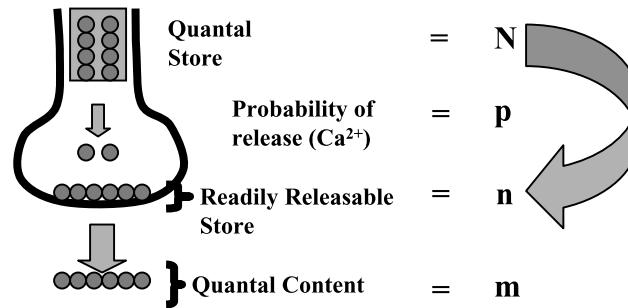 Quantal = N
Store
Probability of = p
release (Ca²⁺)
Readily Releasable = n
Store
Quantal Content = m